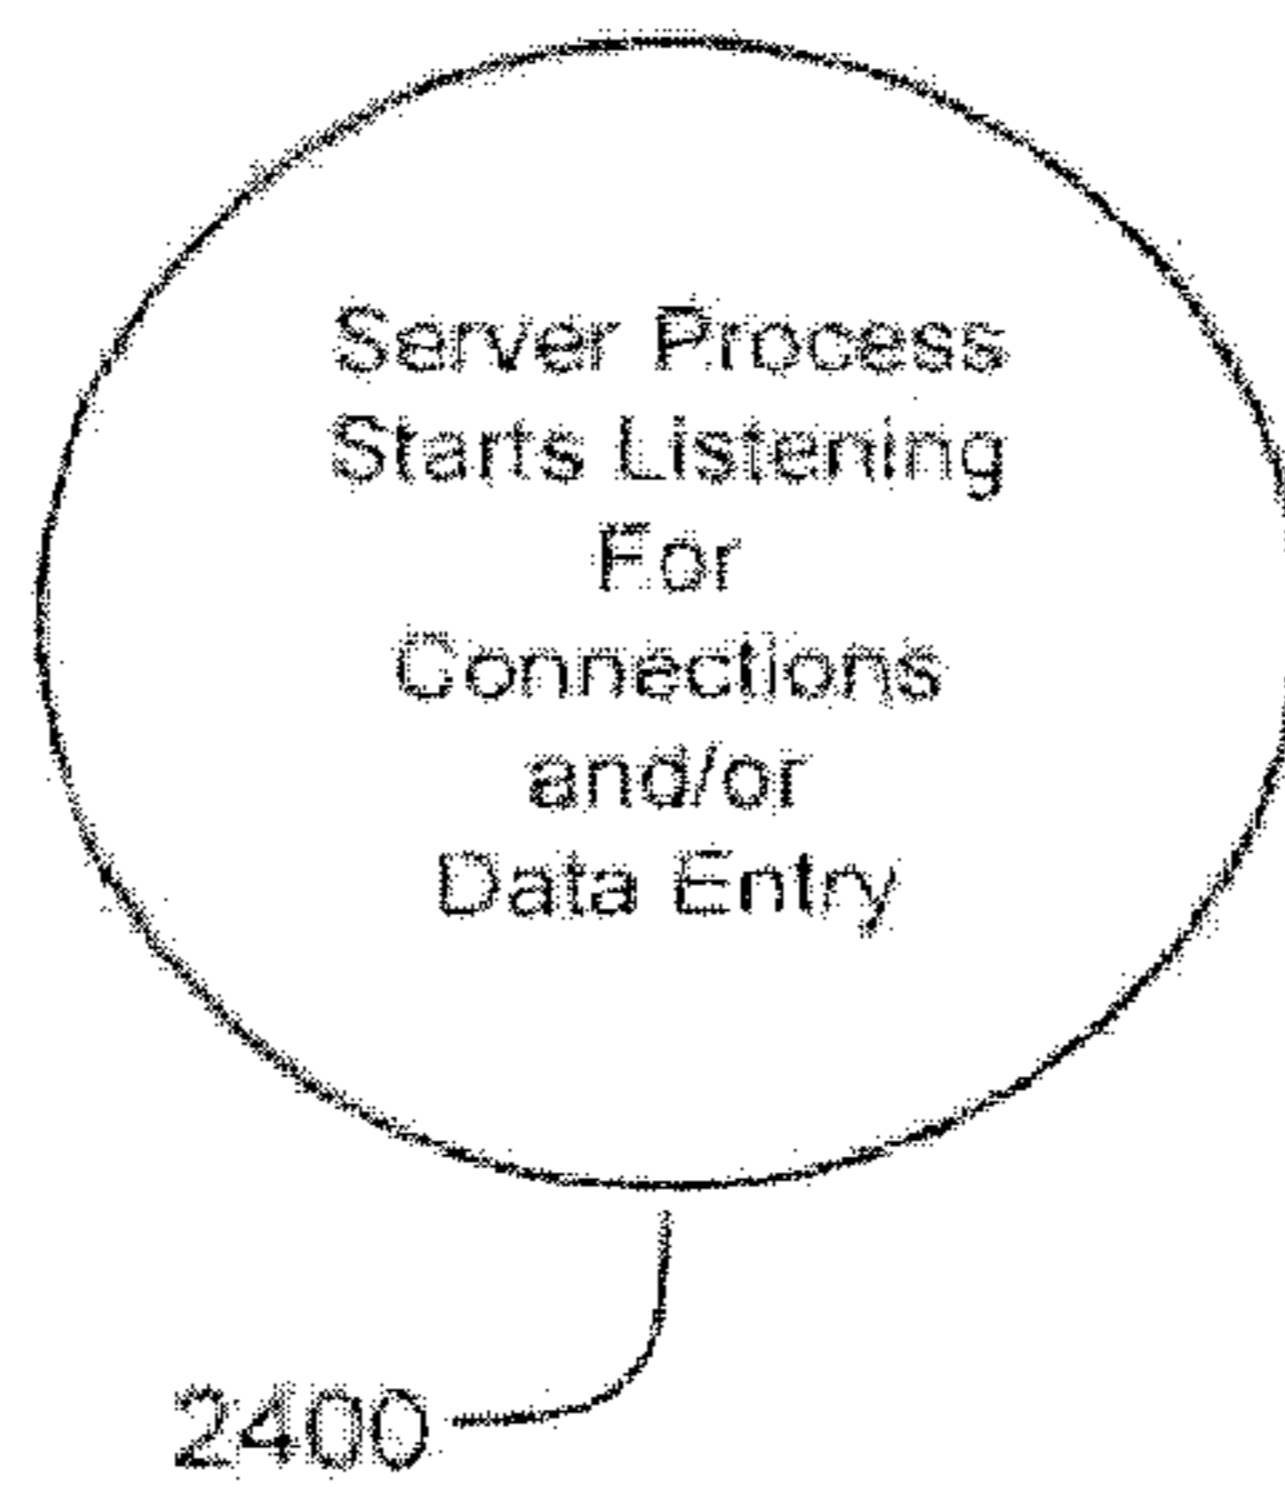 Server Process
Starts Listening
For
Connections
and/or
Data Entry
2400